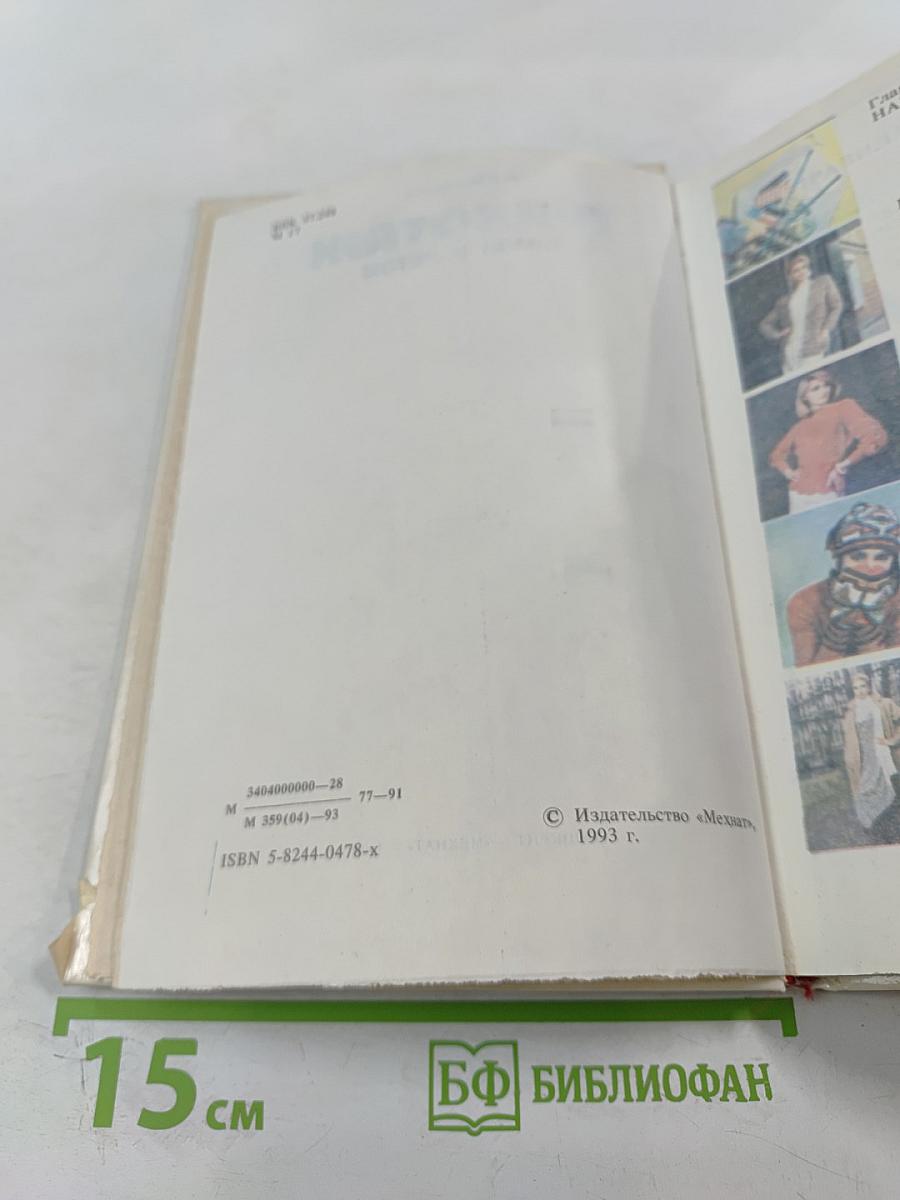 М 3404000000—28 77—91
М 359(04)—93
ISBN 5-8244-0478-x
© Издательство «Мехнат»,
1993 г.
15 см
БФ БИБЛИОФАН